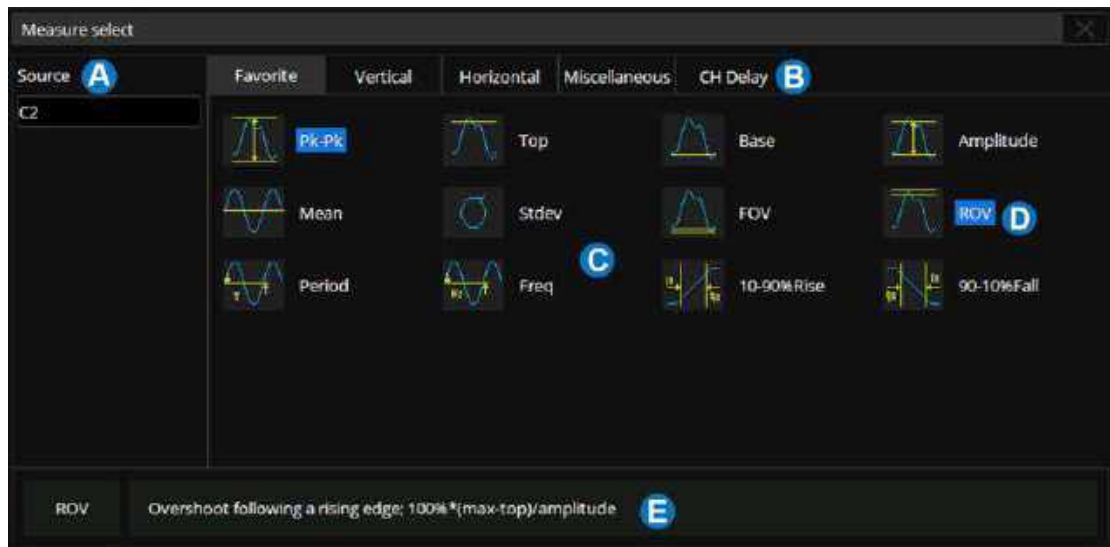 Measure select
Source A
Favorite Vertical Horizontal Miscellaneous CH Delay B
C2
Pk-Pk Top Base Amplitude
Mean Stdev FOV ROV D
C
Period Freq 10-90%Rise 90-10%Fall
ROV Overshoot following a rising edge; 100%*(max-top)/amplitude E